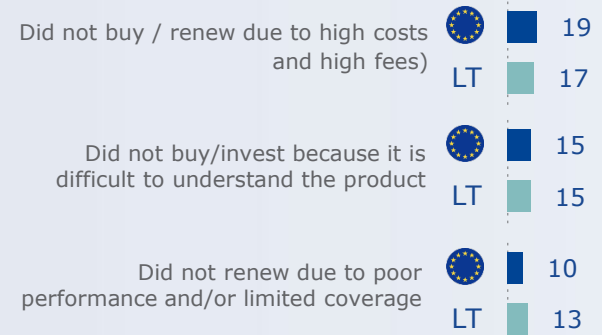 Did not buy / renew due to high costs
and high fees)
19
LT 17
Did not buy/invest because it is
difficult to understand the product
15
LT 15
Did not renew due to poor
performance and/or limited coverage
10
LT 13